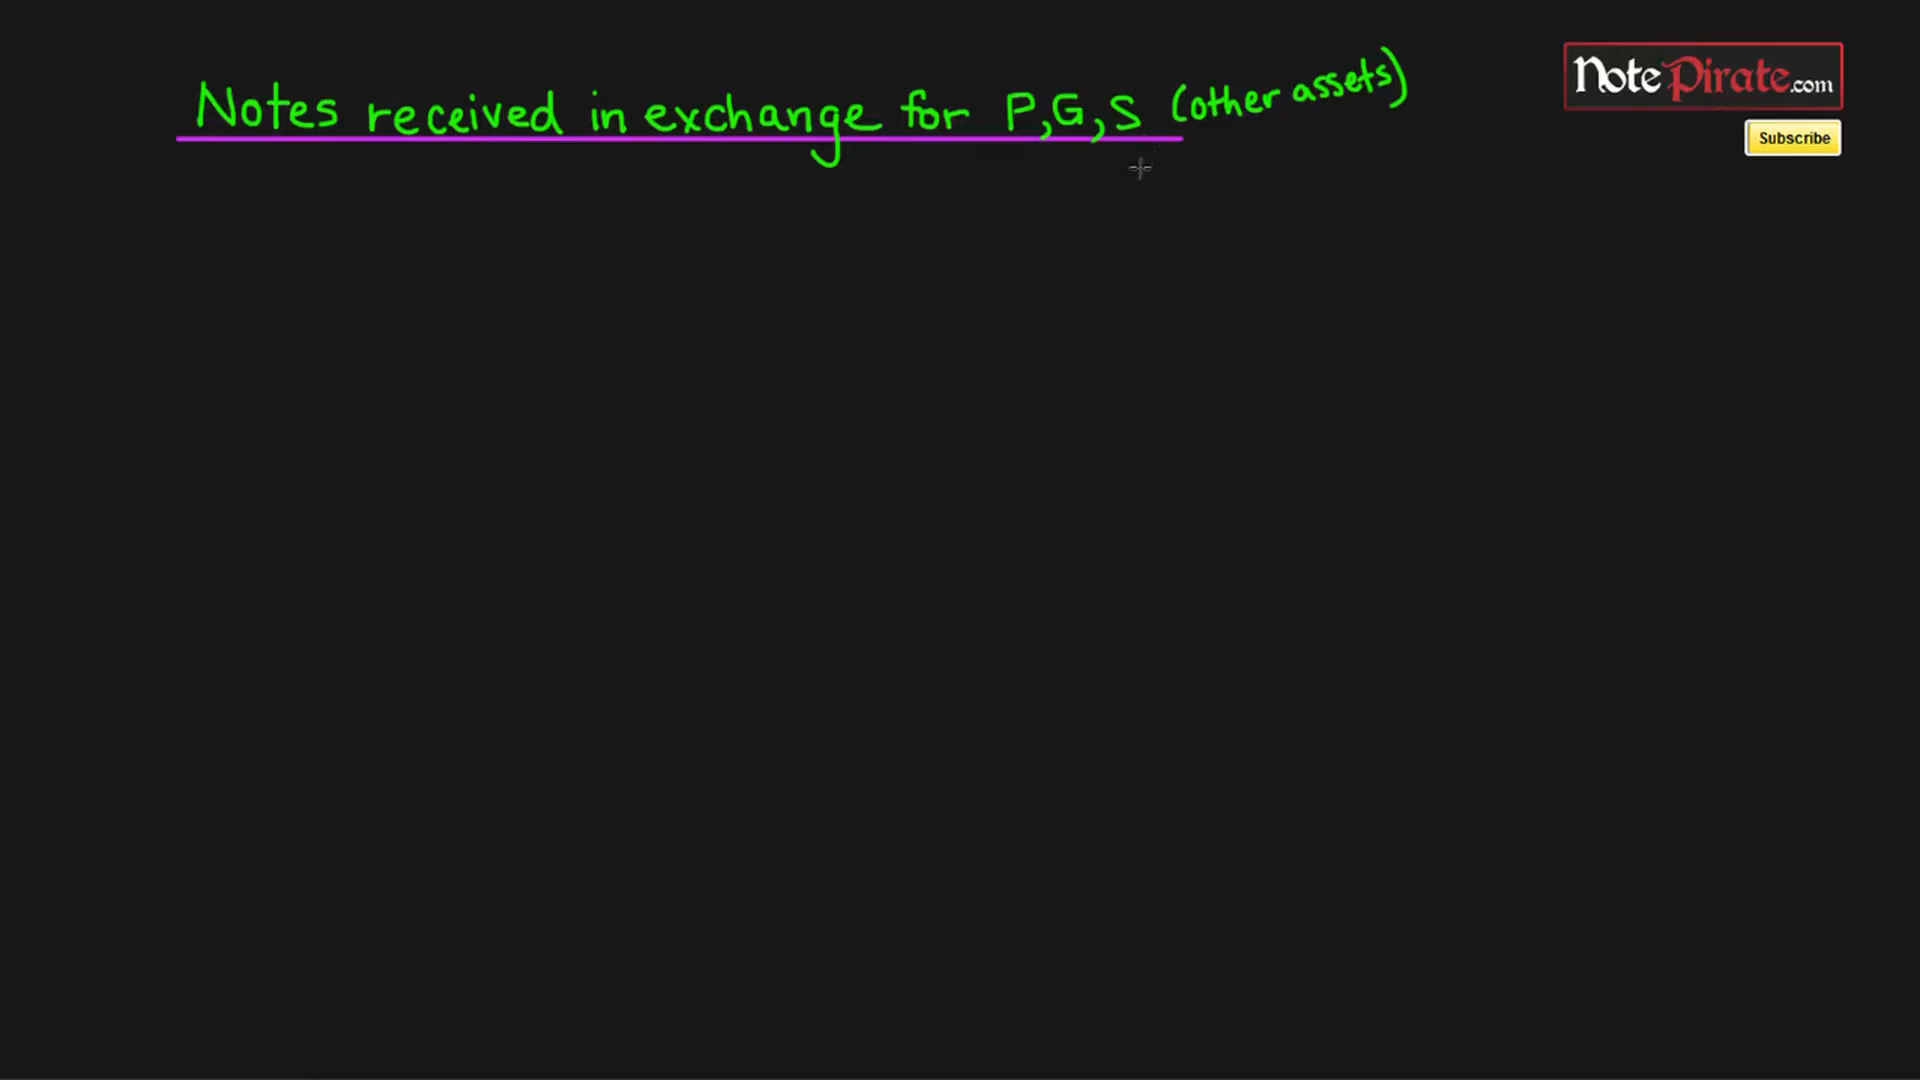 Notes received in exchange for P,G,S (other assets)
NotePirate.com
Subscribe